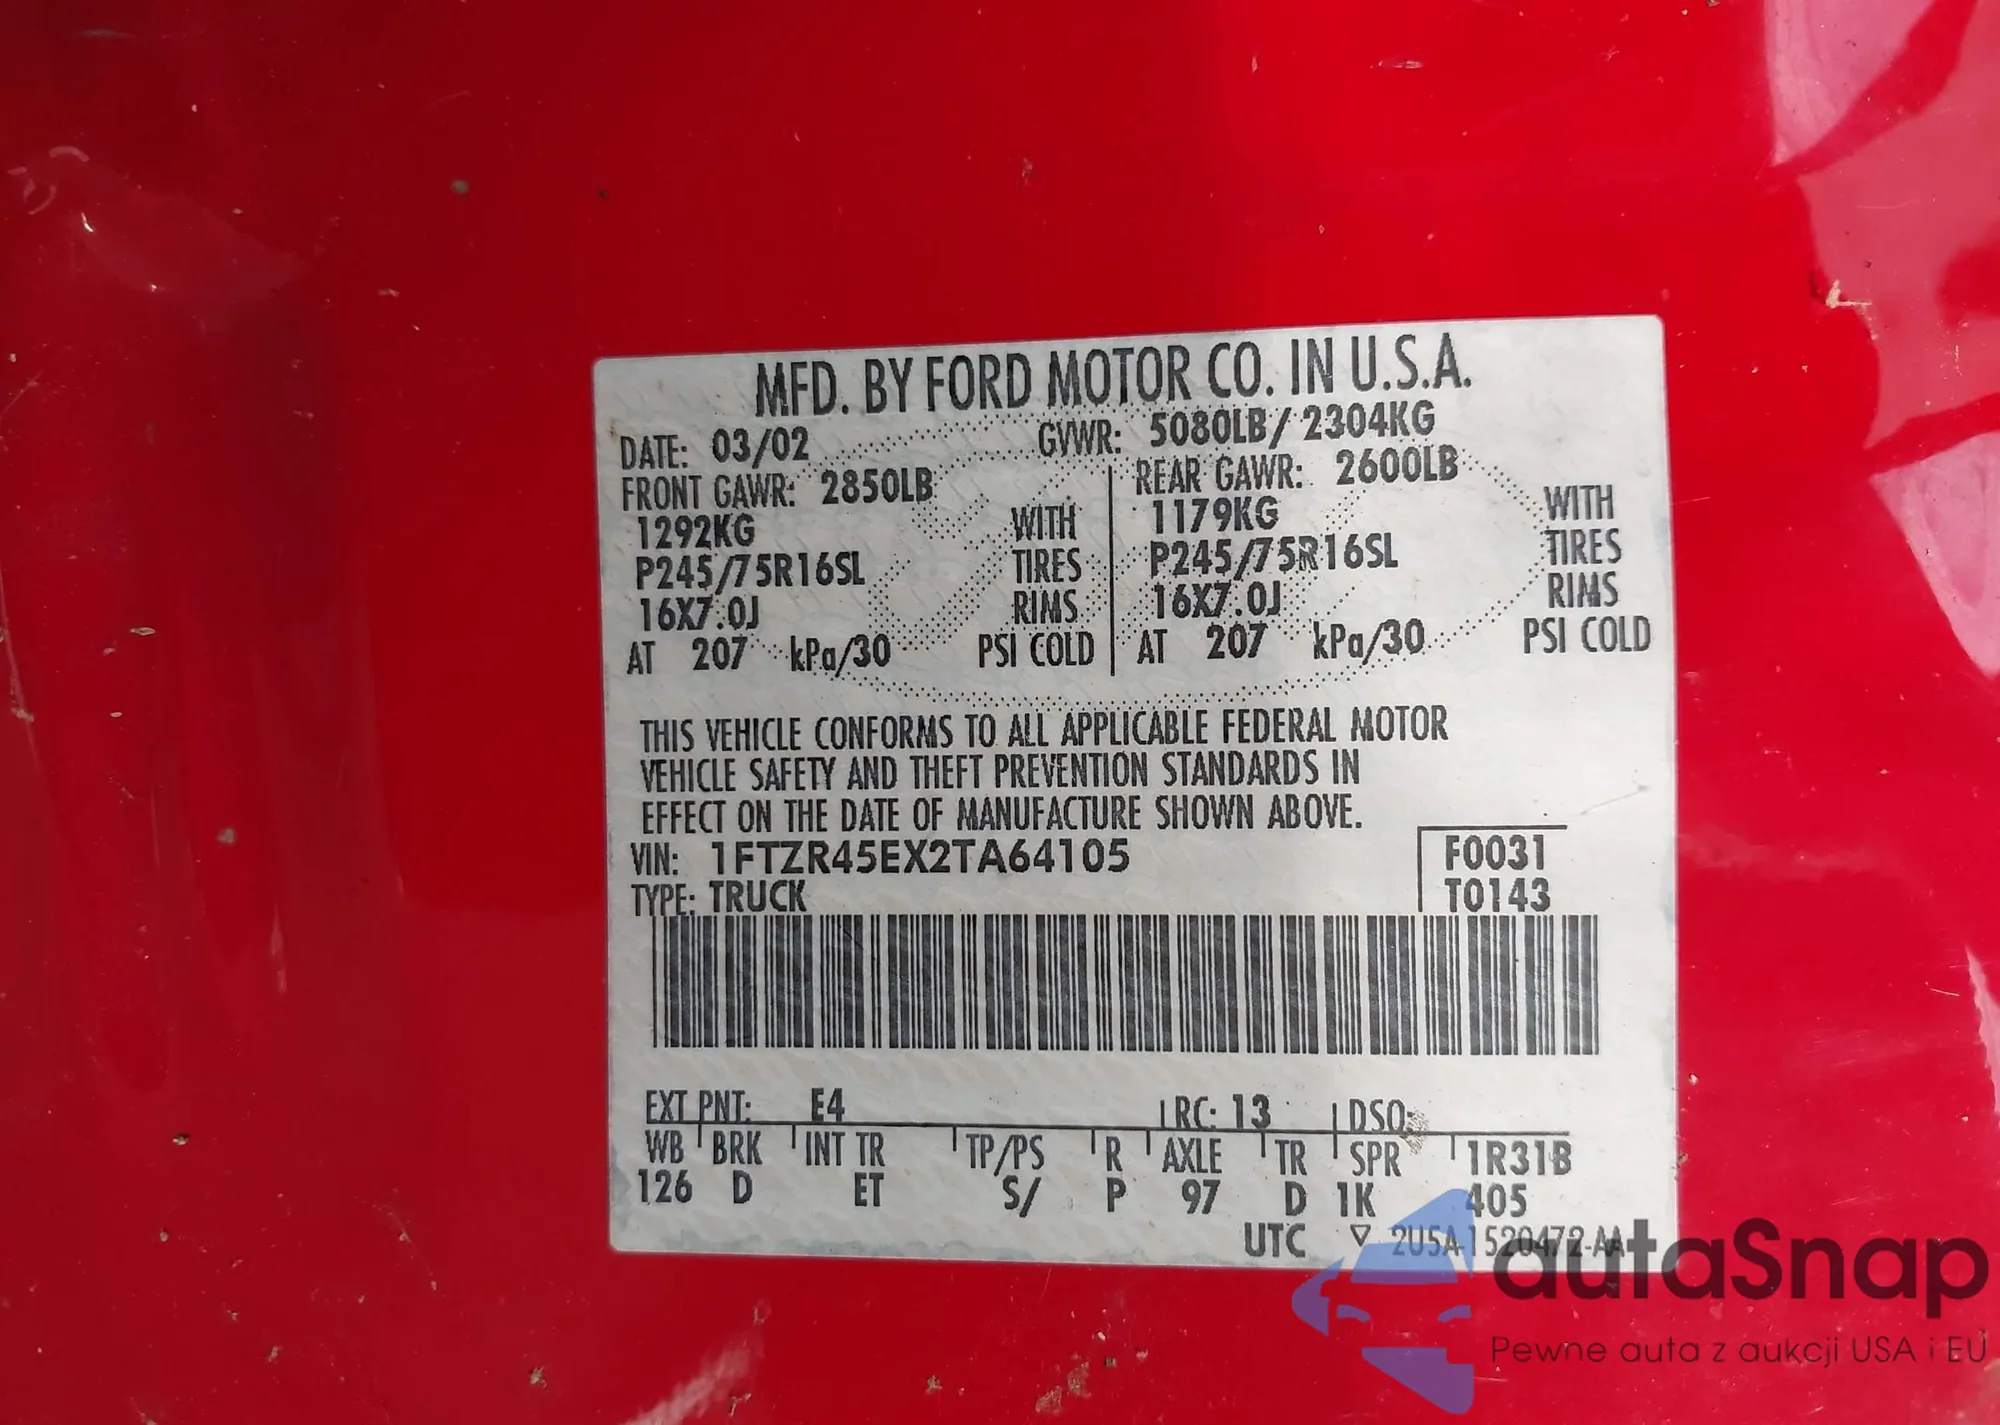 MFD. BY FORD MOTOR CO. IN U.S.A.
DATE: 03/02 GVWR: 5080LB/ 2304KG
FRONT GAWR: 2850LB REAR GAWR: 2600LB
1292KG WITH 1179KG WITH
P245/75R16SL TIRES P245/75R16SL TIRES
16X7.0J RIMS 16X7.0J RIMS
AT 207 kPa/30 PSI COLD AT 207 kPa/30 PSI COLD
THIS VEHICLE CONFORMS TO ALL APPLICABLE FEDERAL MOTOR
VEHICLE SAFETY AND THEFT PREVENTION STANDARDS IN
EFFECT ON THE DATE OF MANUFACTURE SHOWN ABOVE.
VIN: 1FTZR45EX2TA64105 F0031
TYPE: TRUCK T0143
EXT PNT: E4 RC: 13 DSO:
WB BRK INT TR TP/PS R AXLE TR SPR 1R31B
126 D ET S/ P 97 D 1K 405
UTC ▽ 2U5A-1520472-AA
autaSnap
Pewne auta z aukcji USA i EU